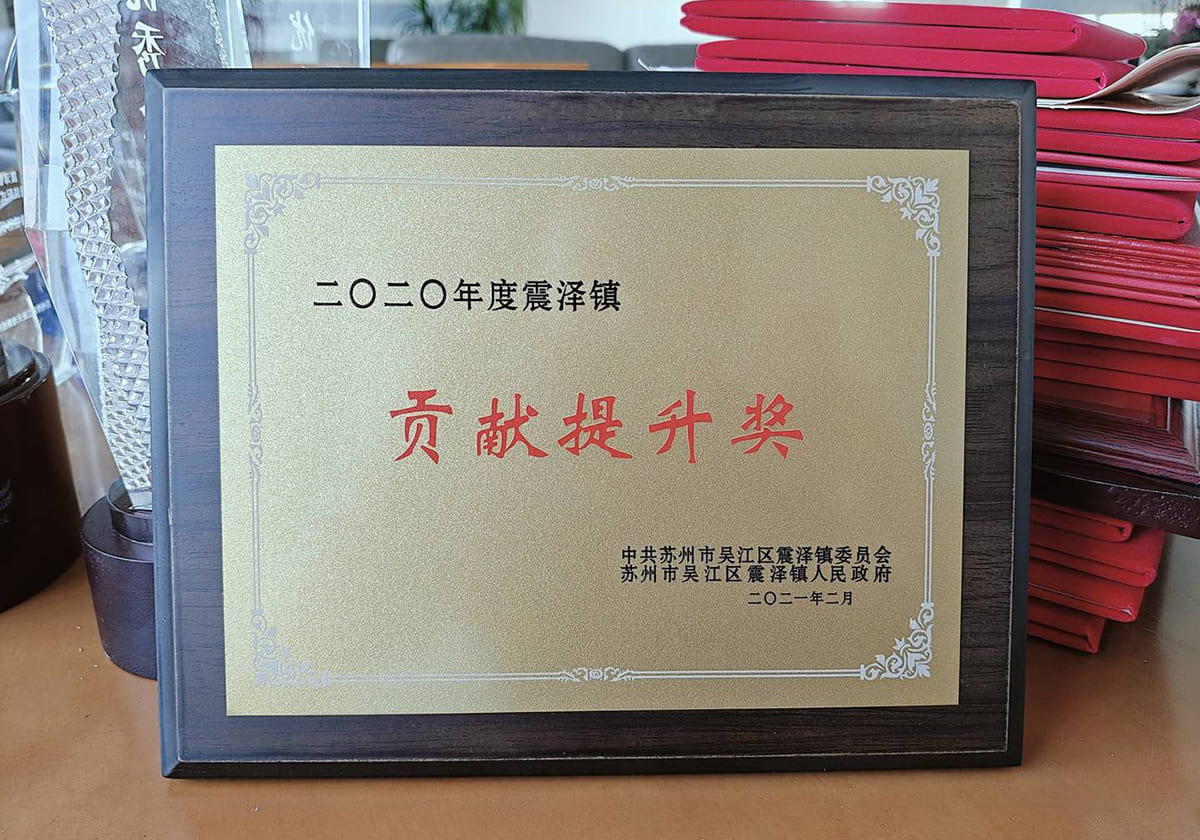 二〇二〇年度震泽镇
贡献提升奖
中共苏州市吴江区震泽镇委员会
苏州市吴江区震泽镇人民政府
二〇二一年二月
优